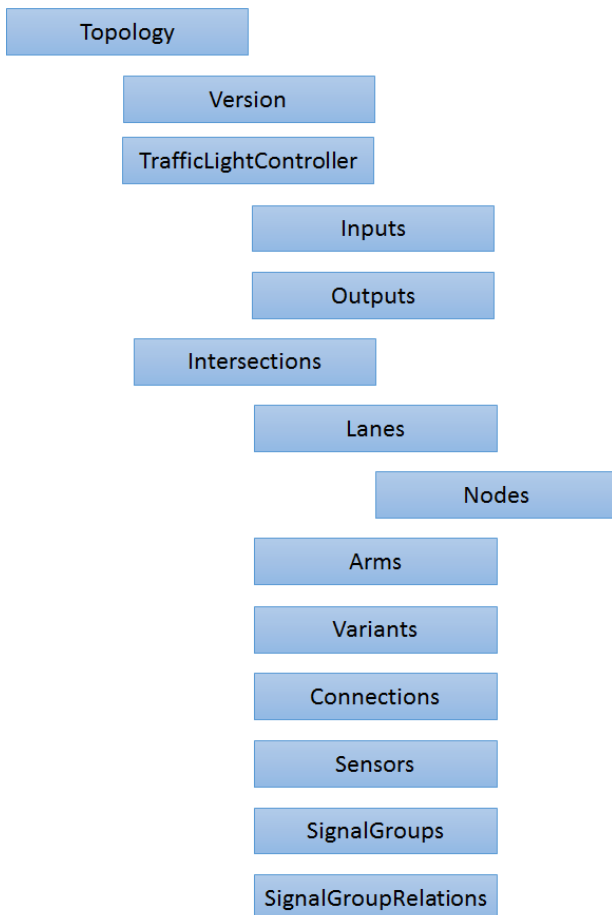 Topology
Version
TrafficLightController
Inputs
Outputs
Intersections
Lanes
Nodes
Arms
Variants
Connections
Sensors
SignalGroups
SignalGroupRelations